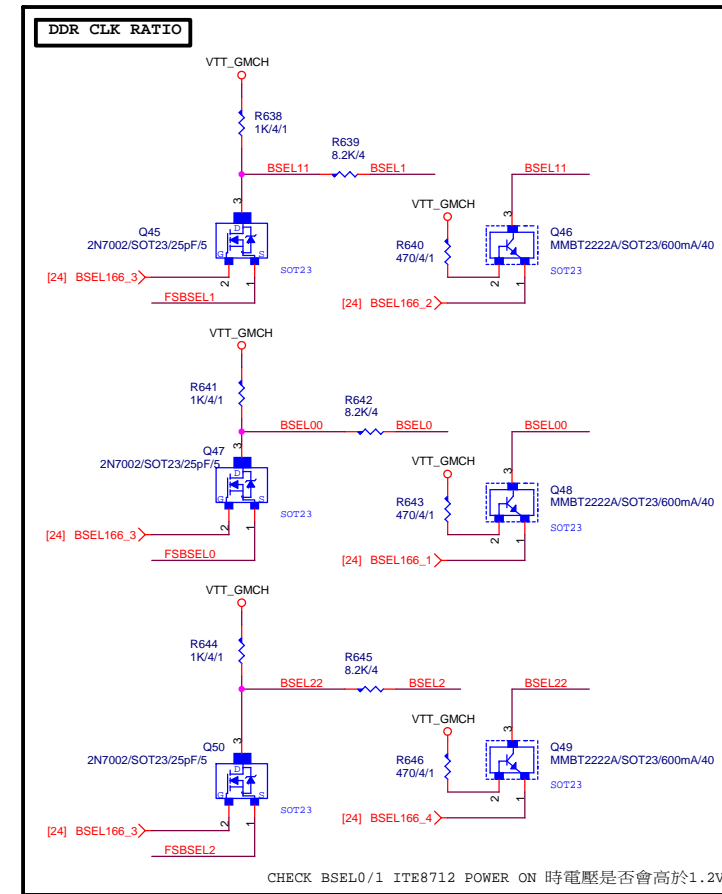 DDR CLK RATIO
VTT_GMCH
R638
1K/4/1
R639
8.2K/4
BSEL11
BSEL1
BSEL11
3
D
G
S
Q45
2N7002/SOT23/25pF/5
SOT23
2
1
[24] BSEL166_3
FSBSEL1
VTT_GMCH
R640
470/4/1
3
Q46
MMBT2222A/SOT23/600mA/40
SOT23
2
1
[24] BSEL166_2
VTT_GMCH
R641
1K/4/1
R642
8.2K/4
BSEL00
BSEL0
BSEL00
3
D
G
S
Q47
2N7002/SOT23/25pF/5
SOT23
2
1
[24] BSEL166_3
FSBSEL0
VTT_GMCH
R643
470/4/1
3
Q48
MMBT2222A/SOT23/600mA/40
SOT23
2
1
[24] BSEL166_1
VTT_GMCH
R644
1K/4/1
R645
8.2K/4
BSEL22
BSEL2
BSEL22
3
D
G
S
Q50
2N7002/SOT23/25pF/5
SOT23
2
1
[24] BSEL166_3
FSBSEL2
VTT_GMCH
R646
470/4/1
3
Q49
MMBT2222A/SOT23/600mA/40
SOT23
2
1
[24] BSEL166_4
CHECK BSEL0/1 ITE8712 POWER ON 時電壓是否會高於1.2V